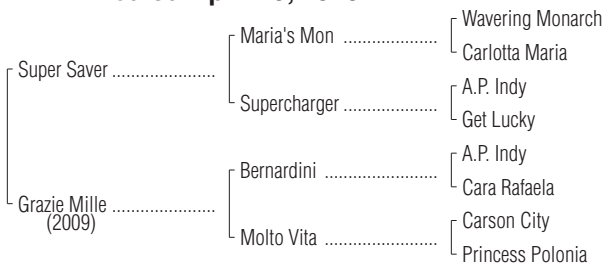 Wavering Monarch
Maria's Mon ....................
Carlotta Maria
Super Saver ......................
A.P. Indy
Supercharger ....................
Get Lucky
A.P. Indy
Bernardini ........................
Cara Rafaela
Grazie Mille ......................
(2009)
Carson City
Molto Vita ........................
Princess Polonia